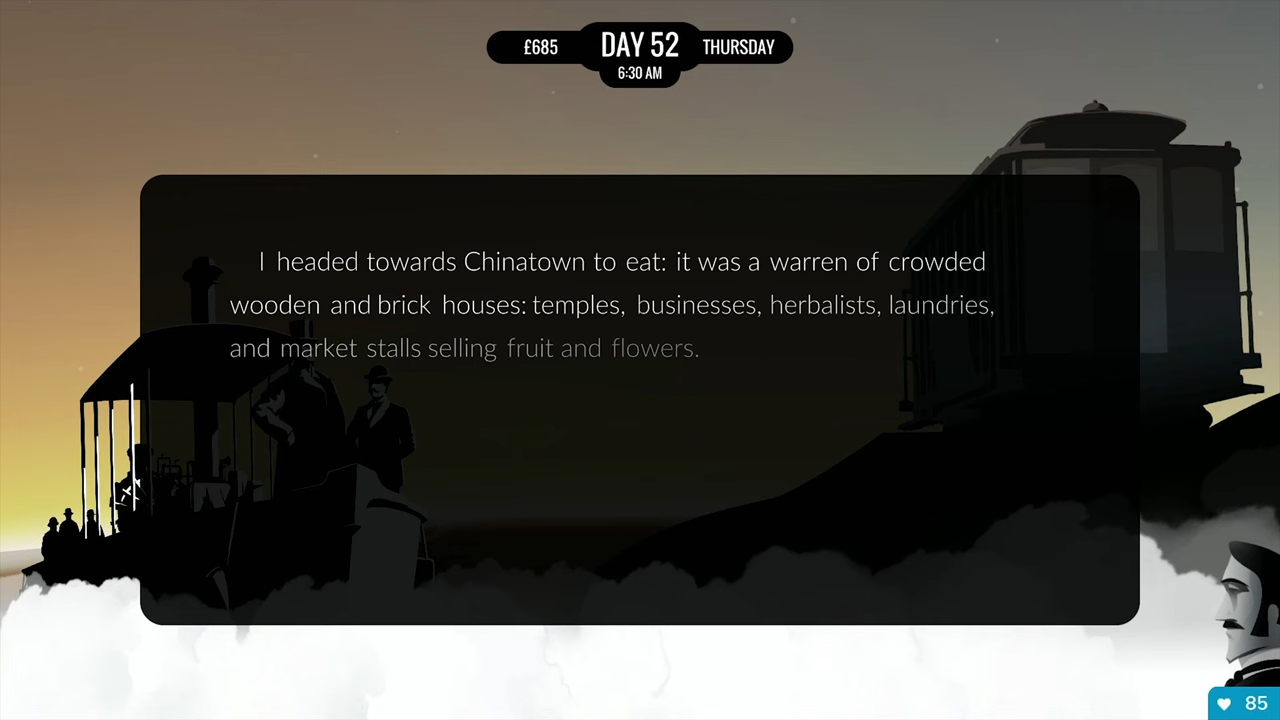 £685
DAY 52
THURSDAY
6:30 AM
I headed towards Chinatown to eat: it was a warren of crowded
wooden and brick houses: temples, businesses, herbalists, laundries,
and market stalls selling fruit and flowers.
85